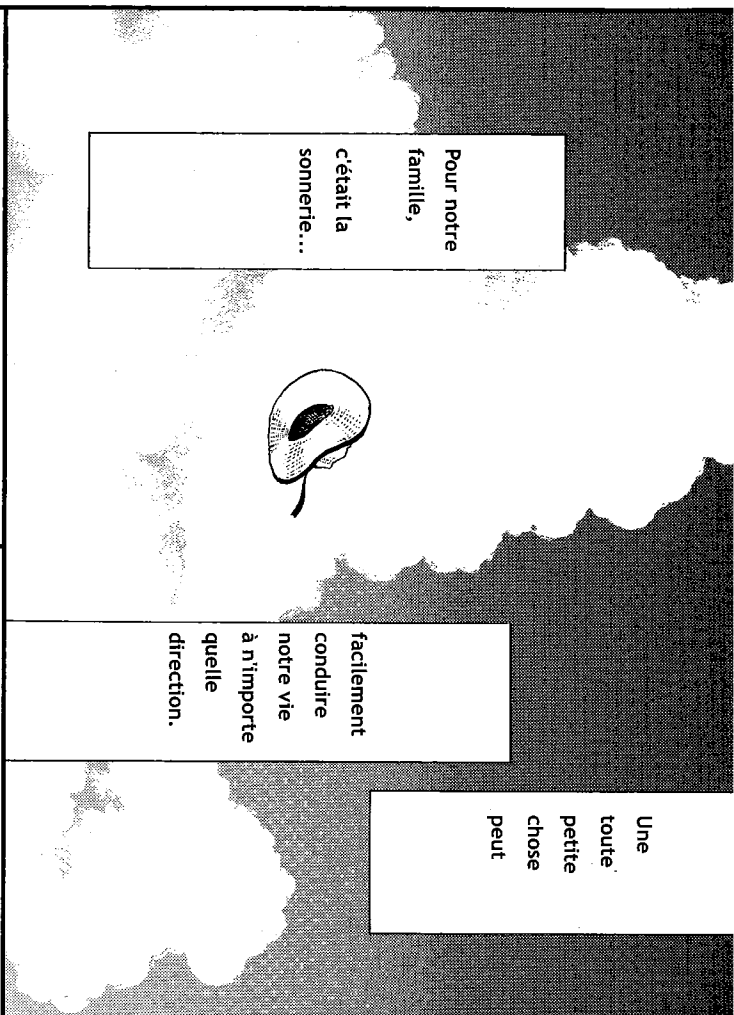 Une
toute
petite
chose
peut
facilement
conduire
notre vie
à n'importe
quelle
direction.
Pour notre
famille,
c'était la
sonnerie...